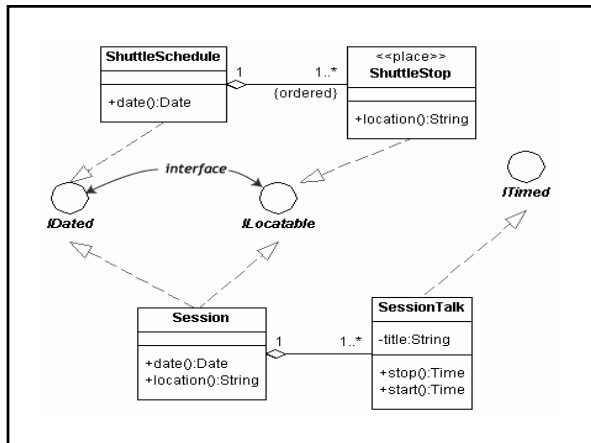 ShuttleSchedule
+date():Date
1
1..*
{ordered}
<<place>>
ShuttleStop
+location():String
interface
IDated
ILocatable
ITimed
Session
+date():Date
+location():String
1
1..*
SessionTalk
-title:String
+stop():Time
+start():Time